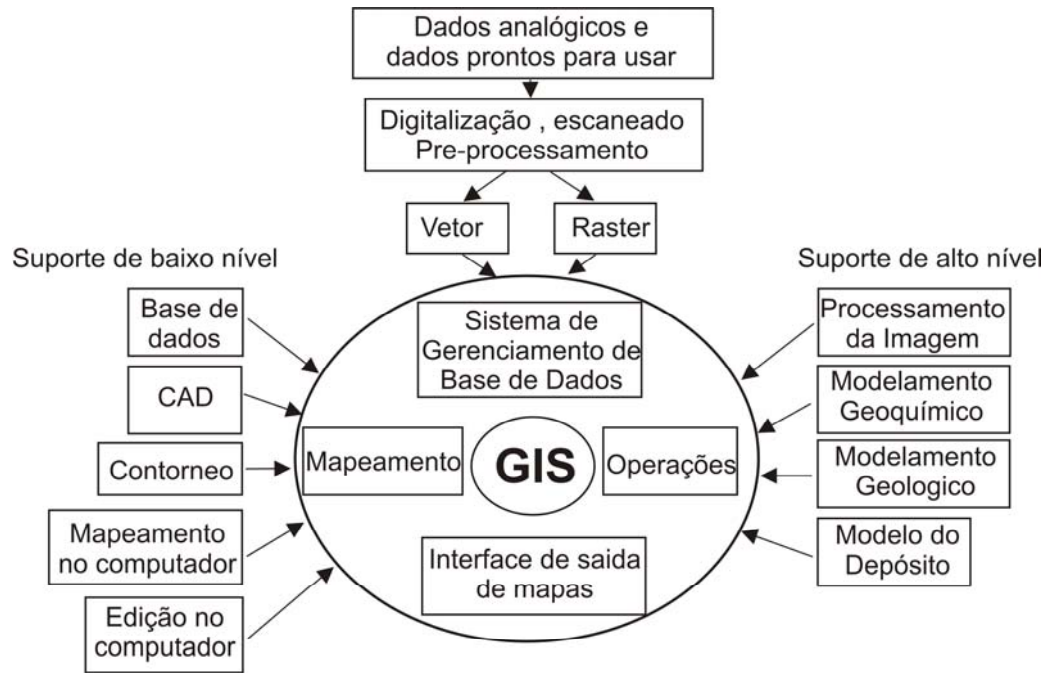 Dados analógicos e
dados prontos para usar
Digitalização , escaneado
Pre-processamento
Vetor
Raster
Suporte de baixo nível
Suporte de alto nível
Base de
dados
CAD
Contorneo
Mapeamento
no computador
Edição no
computador
Sistema de
Gerenciamento de
Base de Dados
Mapeamento
GIS
Operações
Interface de saida
de mapas
Processamento
da Imagem
Modelamento
Geoquímico
Modelamento
Geologico
Modelo do
Depósito